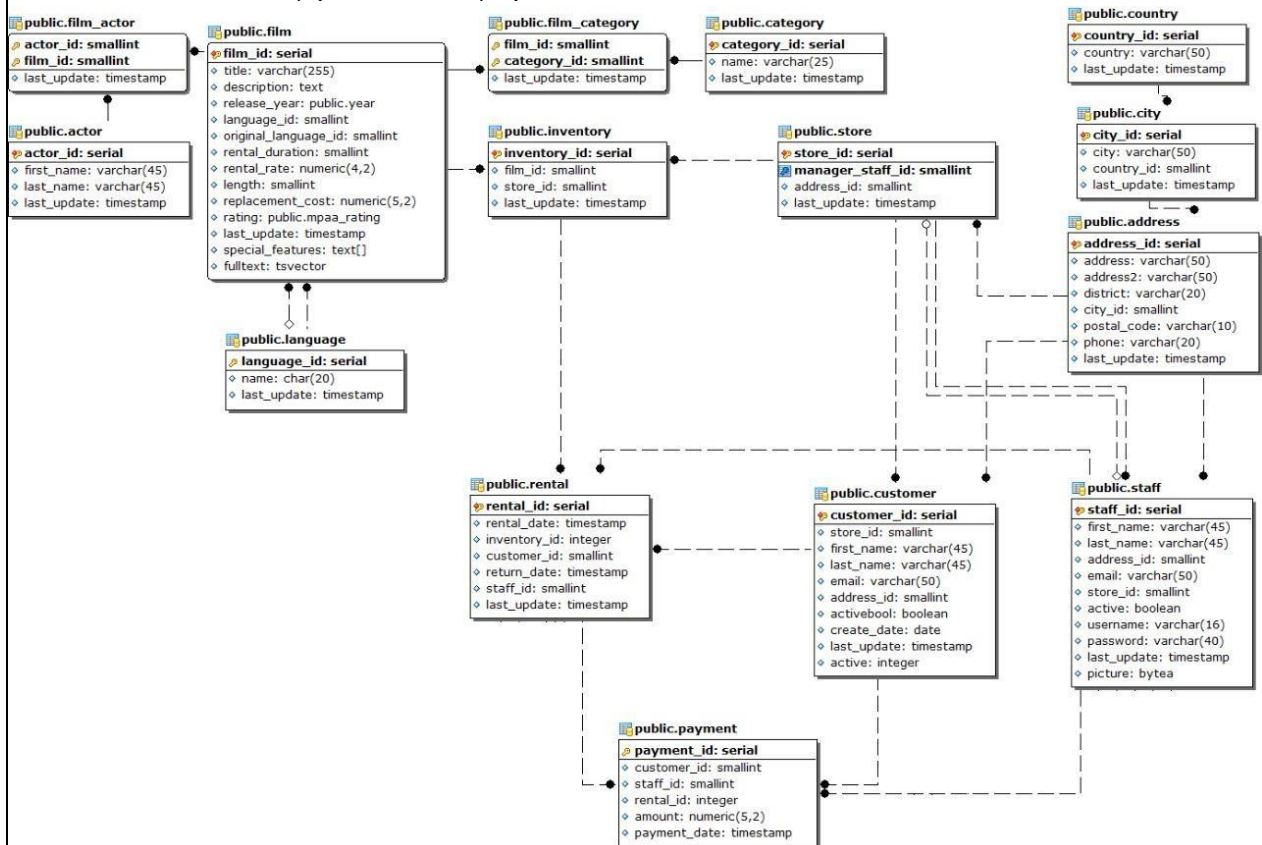 public.film_actor
actor_id: smallint
film_id: smallint
last_update: timestamp
public.film
film_id: serial
title: varchar(255)
description: text
release_year: public.year
language_id: smallint
original_language_id: smallint
rental_duration: smallint
rental_rate: numeric(4,2)
length: smallint
replacement_cost: numeric(5,2)
rating: public.mpaa_rating
last_update: timestamp
special_features: text[]
fulltext: tsvector
public.film_category
film_id: smallint
category_id: smallint
last_update: timestamp
public.category
category_id: serial
name: varchar(25)
last_update: timestamp
public.country
country_id: serial
country: varchar(50)
last_update: timestamp
public.actor
actor_id: serial
first_name: varchar(45)
last_name: varchar(45)
last_update: timestamp
public.inventory
inventory_id: serial
film_id: smallint
store_id: smallint
last_update: timestamp
public.store
store_id: serial
manager_staff_id: smallint
address_id: smallint
last_update: timestamp
public.city
city_id: serial
city: varchar(50)
country_id: smallint
last_update: timestamp
public.address
address_id: serial
address: varchar(50)
address2: varchar(50)
district: varchar(20)
city_id: smallint
postal_code: varchar(10)
phone: varchar(20)
last_update: timestamp
public.language
language_id: serial
name: char(20)
last_update: timestamp
public.rental
rental_id: serial
rental_date: timestamp
inventory_id: integer
customer_id: smallint
return_date: timestamp
staff_id: smallint
last_update: timestamp
public.customer
customer_id: serial
store_id: smallint
first_name: varchar(45)
last_name: varchar(45)
email: varchar(50)
address_id: smallint
activebool: boolean
create_date: date
last_update: timestamp
active: integer
public.staff
staff_id: serial
first_name: varchar(45)
last_name: varchar(45)
address_id: smallint
email: varchar(50)
store_id: smallint
active: boolean
username: varchar(16)
password: varchar(40)
last_update: timestamp
picture: bytea
public.payment
payment_id: serial
customer_id: smallint
staff_id: smallint
rental_id: integer
amount: numeric(5,2)
payment_date: timestamp